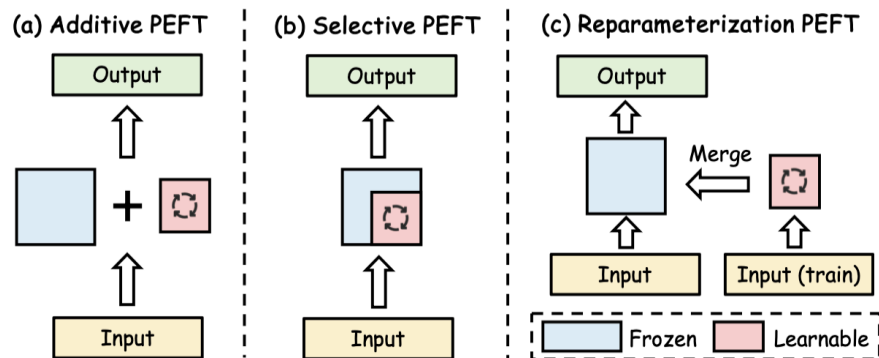 (a) Additive PEFT
Output
+
Input
(b) Selective PEFT
Output
Input
(c) Reparameterization PEFT
Output
Merge
Input
Input (train)
Frozen
Learnable